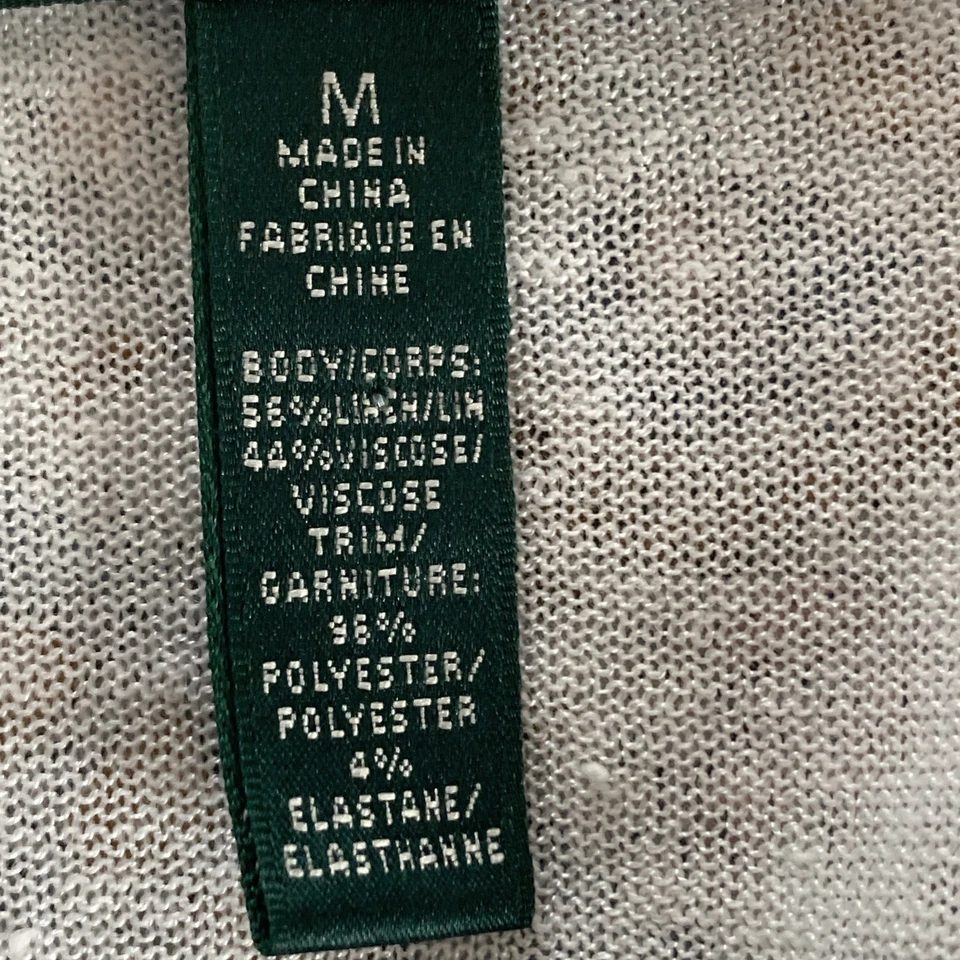 M
MADE IN
CHINA
FABRIQUE EN
CHINE
BODY/CORPS:
56%LINEN/LIN
44%VISCOSE/
VISCOSE
TRIM/
GARNITURE:
96%
POLYESTER/
POLYESTER
4%
ELASTANE/
ELASTHANNE